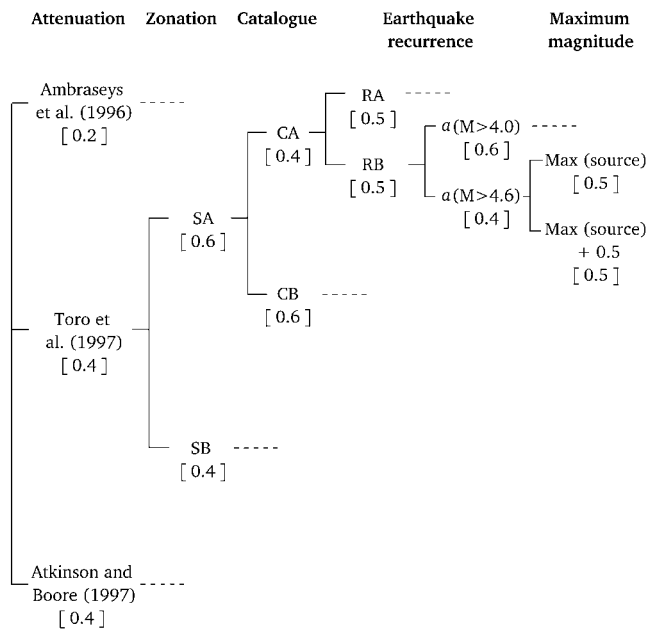 Attenuation Zonation Catalogue Earthquake recurrence Maximum magnitude
Ambraseys
et al. (1996)
[0.2]
Toro et
al. (1997)
[0.4]
Atkinson and
Boore (1997)
[0.4]
SA
[0.6]
SB
[0.4]
CA
[0.4]
CB
[0.6]
RA
[0.5]
RB
[0.5]
a(M>4.0)
[0.6]
a(M>4.6)
[0.4]
Max (source)
[0.5]
Max (source)
+ 0.5
[0.5]